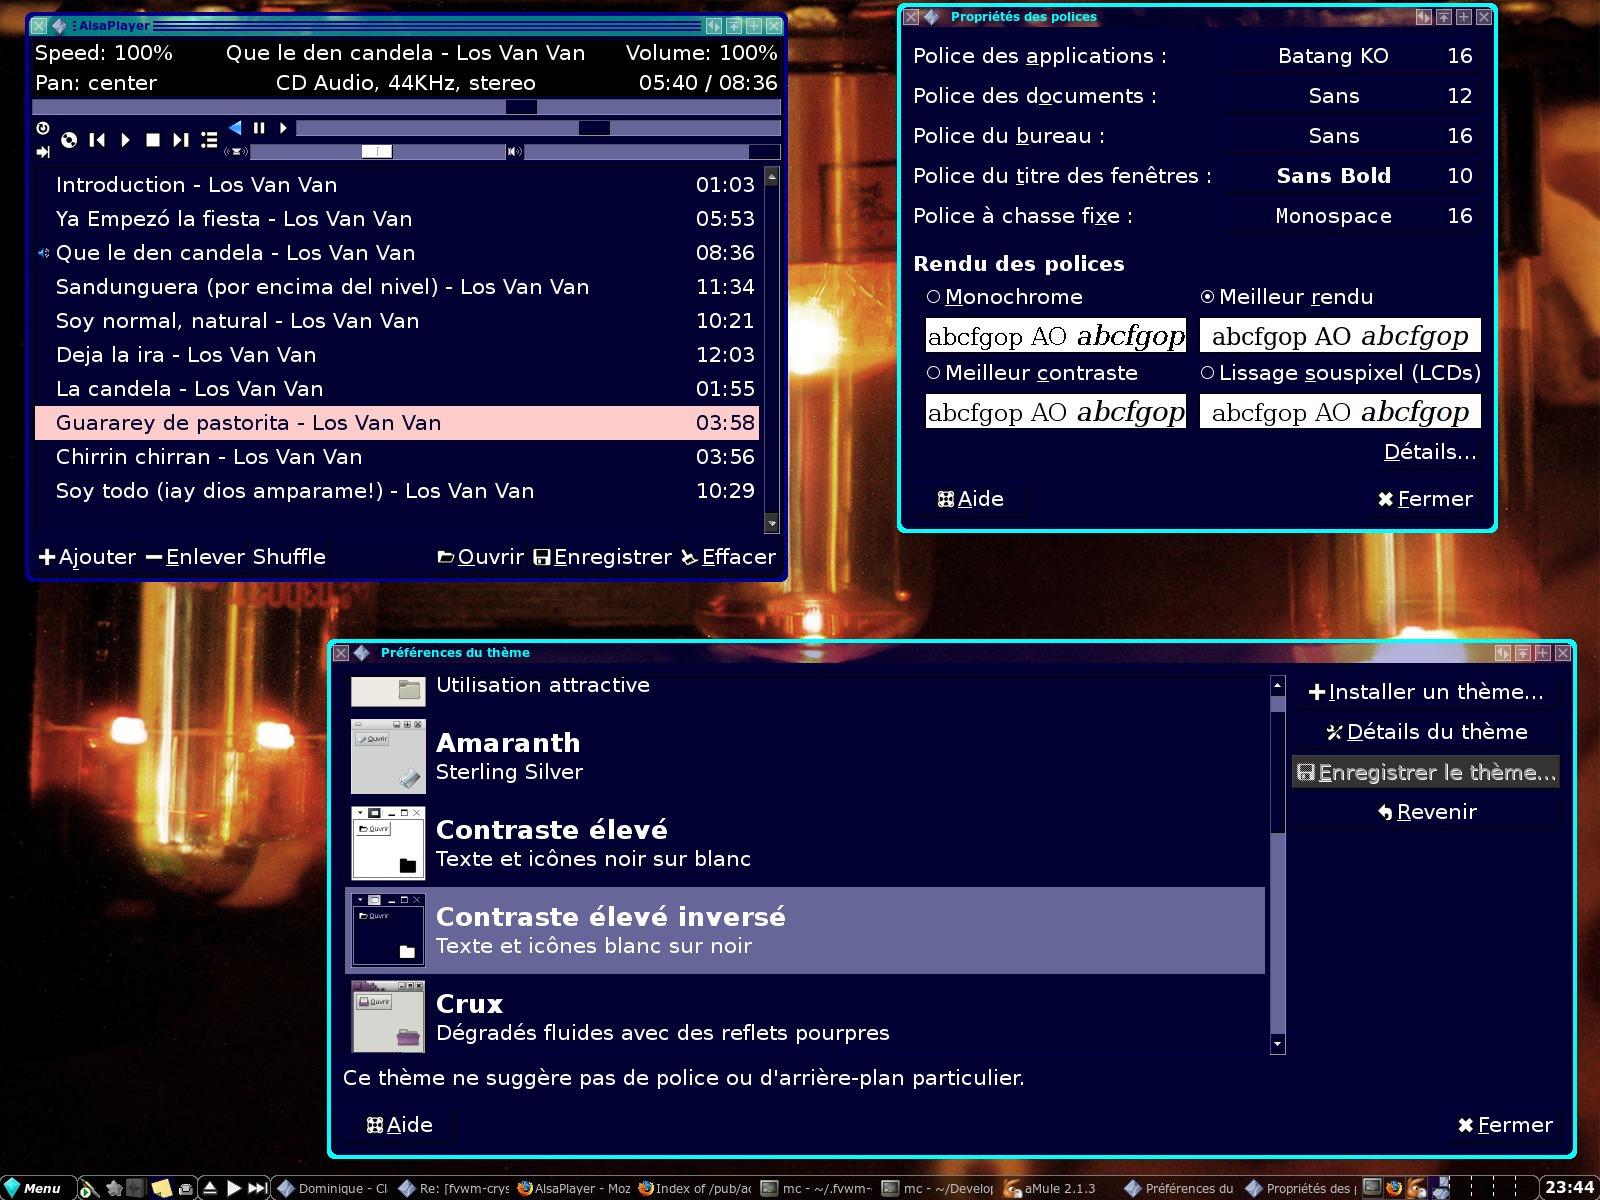 AlsaPlayer
Speed: 100% Que le den candela - Los Van Van Volume: 100%
Pan: center CD Audio, 44KHz, stereo 05:40 / 08:36
Introduction - Los Van Van 01:03
Ya Empezó la fiesta - Los Van Van 05:53
Que le den candela - Los Van Van 08:36
Sandunguera (por encima del nivel) - Los Van Van 11:34
Soy normal, natural - Los Van Van 10:21
Deja la ira - Los Van Van 12:03
La candela - Los Van Van 01:55
Guararey de pastorita - Los Van Van 03:58
Chirrin chirran - Los Van Van 03:56
Soy todo (¡ay dios amparame!) - Los Van Van 10:29
Ajouter Enlever Shuffle Ouvrir Enregistrer Effacer
Propriétés des polices
Police des applications : Batang KO 16
Police des documents : Sans 12
Police du bureau : Sans 16
Police du titre des fenêtres : Sans Bold 10
Police à chasse fixe : Monospace 16
Rendu des polices
Monochrome Meilleur rendu
abcfgop AO abcfgop abcfgop AO abcfgop
Meilleur contraste Lissage souspixel (LCDs)
abcfgop AO abcfgop abcfgop AO abcfgop
Détails...
Aide Fermer
Préférences du thème
Utilisation attractive
Ouvrir
Amaranth
Sterling Silver
Ouvrir
Contraste élevé
Texte et icônes noir sur blanc
Ouvrir
Contraste élevé inversé
Texte et icônes blanc sur noir
Ouvrir
Crux
Dégradés fluides avec des reflets pourpres
Installer un thème...
Détails du thème
Enregistrer le thème...
Revenir
Ce thème ne suggère pas de police ou d'arrière-plan particulier.
Aide Fermer
Menu Dominique - Cl Re: [fvwm-crys AlsaPlayer - Moz Index of /pub/ac mc - ~/.fvwm- mc - ~/Develop aMule 2.1.3 Préférences du Propriétés des 23:44